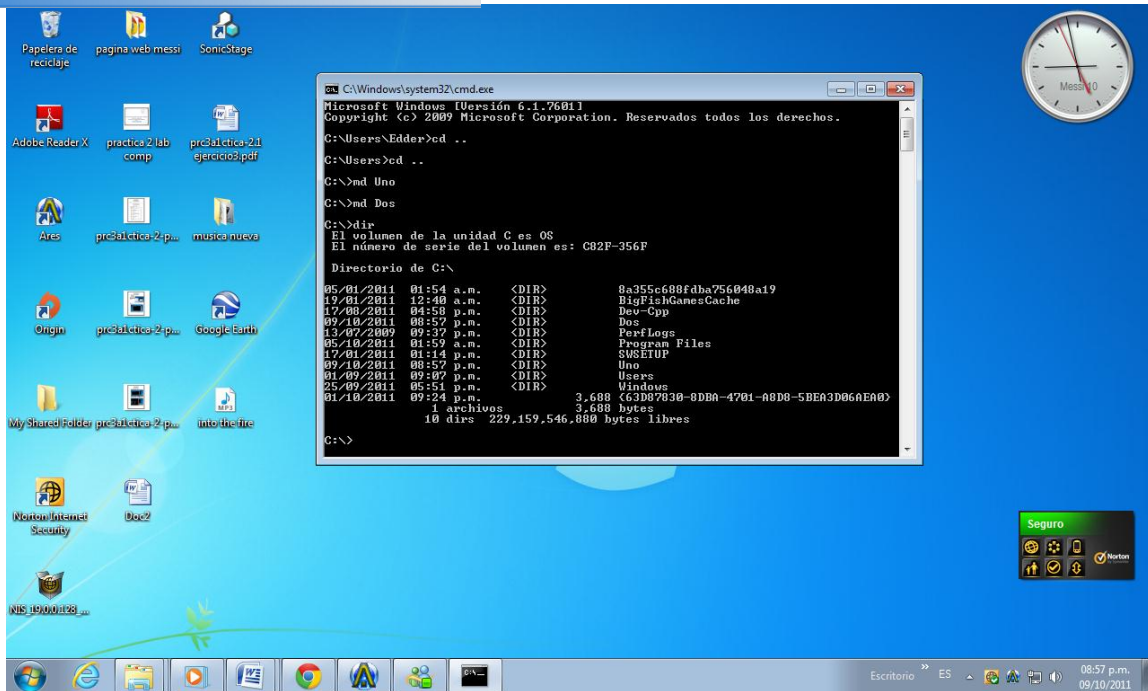 Papelera de reciclaje
pagina web messi
SonicStage
Adobe Reader X
practica 2 lab comp
prc3a1ctica-2.1 ejercicio3.pdf
Ares
prc3a1ctica-2-p...
musica nueva
Origin
prc3a1ctica-2-p...
Google Earth
My Shared Folder
prc3a1ctica-2-p...
into the fire
Norton Internet Security
Doc2
NIS_19.0.0.128_...
C:\Windows\system32\cmd.exe
Microsoft Windows [Versión 6.1.7601]
Copyright (c) 2009 Microsoft Corporation. Reservados todos los derechos.
C:\Users\Edder>cd ..
C:\Users>cd ..
C:\>md Uno
C:\>md Dos
C:\>dir
El volumen de la unidad C es OS
El número de serie del volumen es: C82F-356F
Directorio de C:\
05/01/2011 01:54 a.m. <DIR> 8a355c688fdba756048a19
19/01/2011 12:40 a.m. <DIR> BigFishGamesCache
17/08/2011 04:58 p.m. <DIR> Dev-Cpp
09/10/2011 08:57 p.m. <DIR> Dos
13/07/2009 09:37 p.m. <DIR> PerfLogs
05/10/2011 01:59 a.m. <DIR> Program Files
17/01/2011 01:14 p.m. <DIR> SWSETUP
09/10/2011 08:57 p.m. <DIR> Uno
01/09/2011 09:07 p.m. <DIR> Users
25/09/2011 05:51 p.m. <DIR> Windows
01/10/2011 09:24 p.m. 3,688 {63D87830-8DBA-4701-A8D8-5BEA3D06AEA0}
1 archivos 3,688 bytes
10 dirs 229,159,546,880 bytes libres
C:\>
Messi 10
Seguro
Norton
Escritorio
ES
08:57 p.m.
09/10/2011